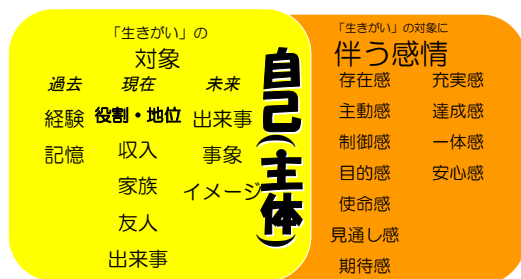 「生きがい」の
対象
過去 現在 未来
経験 役割・地位 出来事
記憶 収入 事象
家族 イメージ
友人
出来事
自己(主体)
「生きがい」の対象に
伴う感情
存在感 充実感
主動感 達成感
制御感 一体感
目的感 安心感
使命感
見通し感
期待感